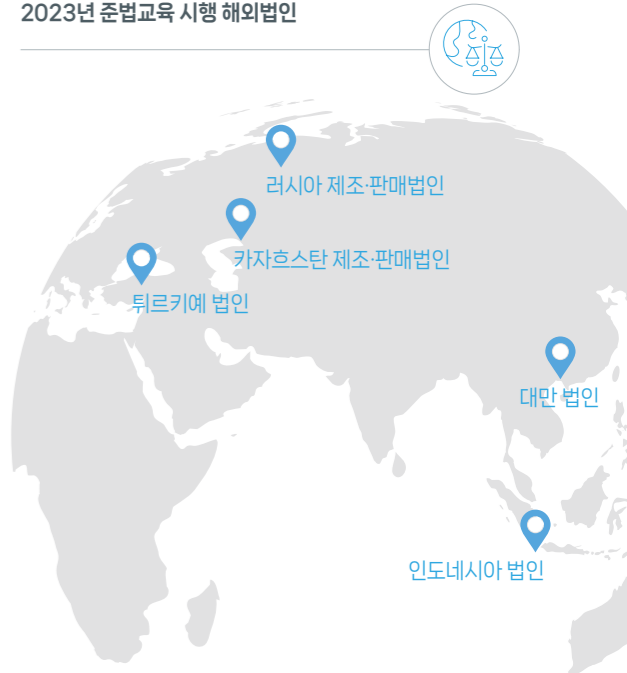 2023년 준법교육 시행 해외법인
러시아 제조·판매법인
카자흐스탄 제조·판매법인
튀르키예 법인
대만 법인
인도네시아 법인